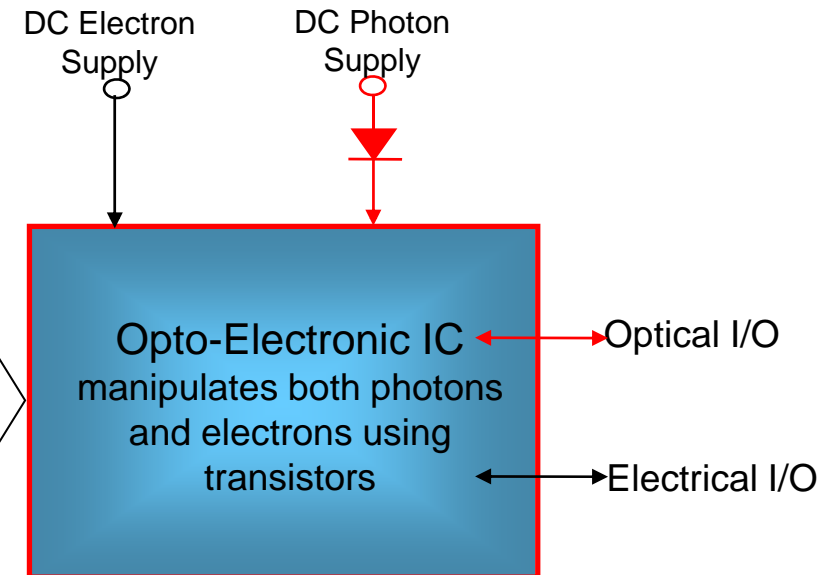 DC Electron
Supply
DC Photon
Supply
Opto-Electronic IC
manipulates both photons
and electrons using
transistors
Optical I/O
Electrical I/O